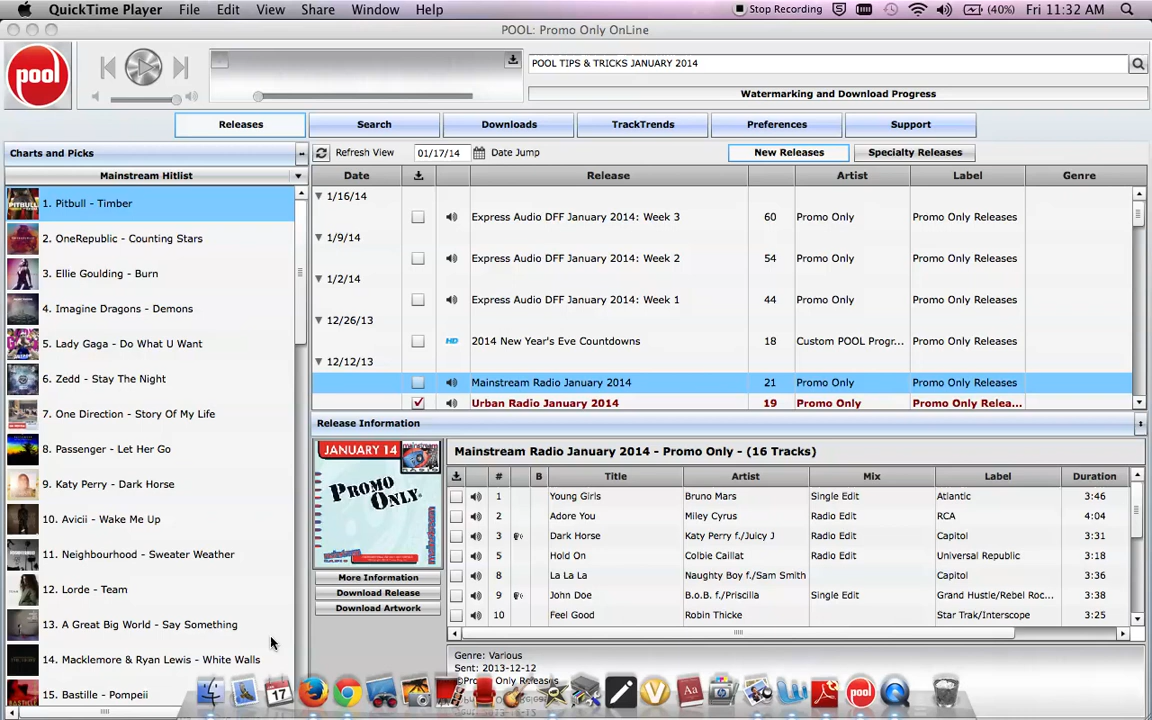 QuickTime Player File Edit View Share Window Help Stop Recording (40%) Fri 11:32 AM
POOL: Promo Only OnLine
pool
POOL TIPS & TRICKS JANUARY 2014
Watermarking and Download Progress
Releases Search Downloads TrackTrends Preferences Support
Charts and Picks
Mainstream Hitlist
1. Pitbull - Timber
2. OneRepublic - Counting Stars
3. Ellie Goulding - Burn
4. Imagine Dragons - Demons
5. Lady Gaga - Do What U Want
6. Zedd - Stay The Night
7. One Direction - Story Of My Life
8. Passenger - Let Her Go
9. Katy Perry - Dark Horse
10. Avicii - Wake Me Up
11. Neighbourhood - Sweater Weather
12. Lorde - Team
13. A Great Big World - Say Something
14. Macklemore & Ryan Lewis - White Walls
15. Bastille - Pompeii
Refresh View 01/17/14 Date Jump New Releases Specialty Releases
Date Release Artist Label Genre
1/16/14
Express Audio DFF January 2014: Week 3 60 Promo Only Promo Only Releases
1/9/14
Express Audio DFF January 2014: Week 2 54 Promo Only Promo Only Releases
1/2/14
Express Audio DFF January 2014: Week 1 44 Promo Only Promo Only Releases
12/26/13
HD 2014 New Year's Eve Countdowns 18 Custom POOL Progr... Promo Only Releases
12/12/13
Mainstream Radio January 2014 21 Promo Only Promo Only Releases
Urban Radio January 2014 19 Promo Only Promo Only Relea...
Release Information
JANUARY 14
PROMO ONLY
mainstream
More Information
Download Release
Download Artwork
Mainstream Radio January 2014 - Promo Only - (16 Tracks)
# B Title Artist Mix Label Duration
1 Young Girls Bruno Mars Single Edit Atlantic 3:46
2 Adore You Miley Cyrus Radio Edit RCA 4:04
3 Dark Horse Katy Perry f./Juicy J Radio Edit Capitol 3:31
5 Hold On Colbie Caillat Radio Edit Universal Republic 3:18
8 La La La Naughty Boy f./Sam Smith Capitol 3:36
9 John Doe B.o.B. f./Priscilla Single Edit Grand Hustle/Rebel Roc... 3:38
10 Feel Good Robin Thicke Star Trak/Interscope 3:25
Genre: Various
Sent: 2013-12-12
Promo Only Releases
17
Aa
pool